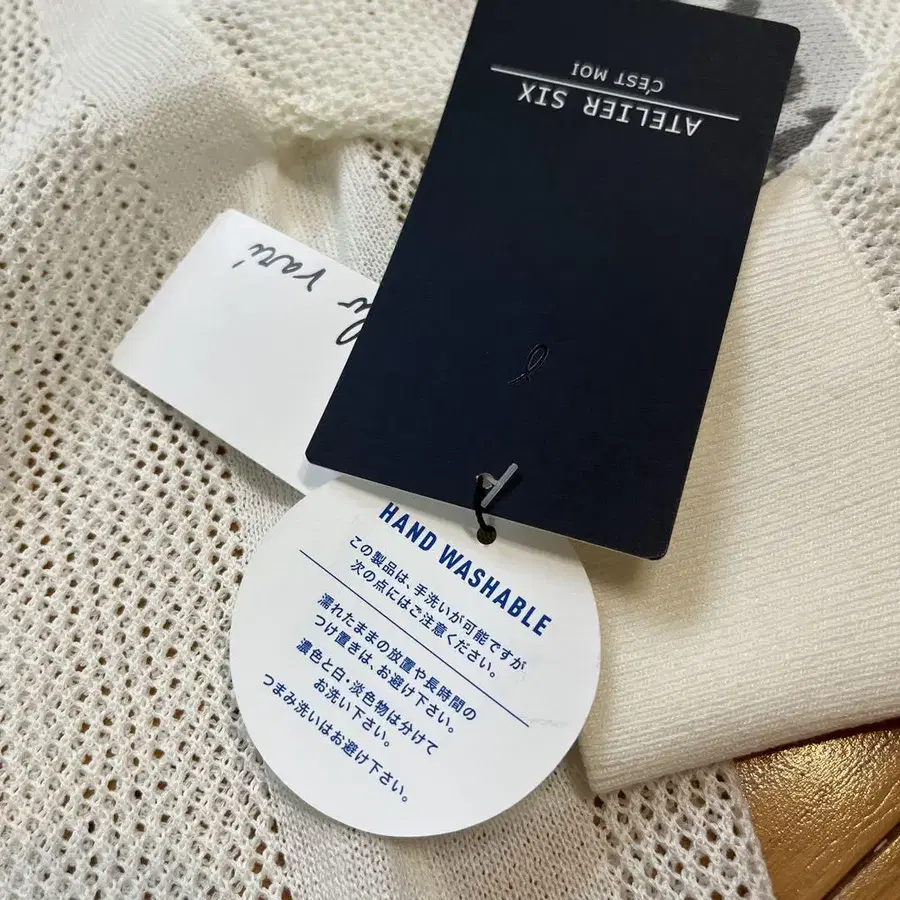 ATELIER SIX
C'EST MOI
HAND WASHABLE
この製品は、手洗いが可能ですが
次の点にはご注意ください。
濡れたままの放置や長時間の
つけ置きは、お避け下さい。
濃色と白・淡色物は分けて
お洗い下さい。
つまみ洗いはお避け下さい。